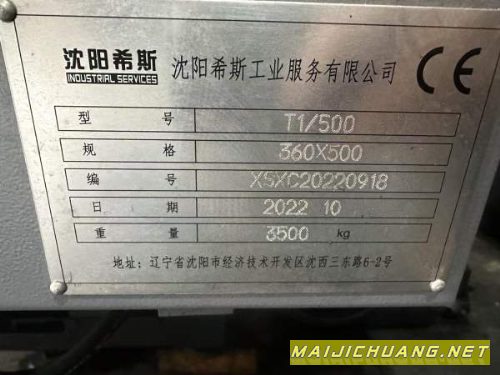 沈阳希斯
INDUSTRIAL SERVICES
沈阳希斯工业服务有限公司
CE
型 号 T1/500
规 格 360X500
编 号 XSXC20220918
日 期 2022 10
重 量 3500 kg
地址: 辽宁省沈阳市经济技术开发区沈西三东路6-2号
MAIJICHUANG.NET